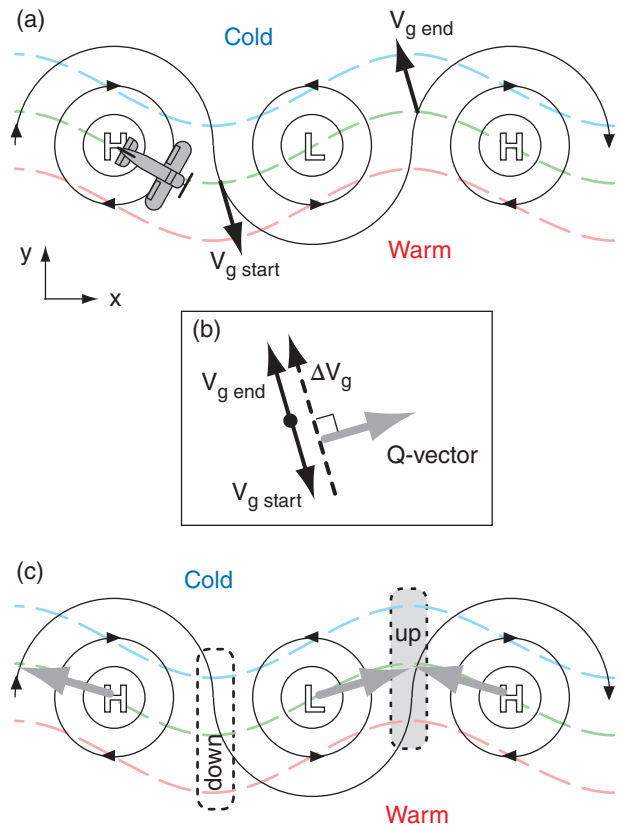 (a)
Cold
V g end
H
L
H
V g start
Warm
y
x
(b)
V g end
ΔV g
Q-vector
V g start
(c)
Cold
up
H
L
H
down
Warm